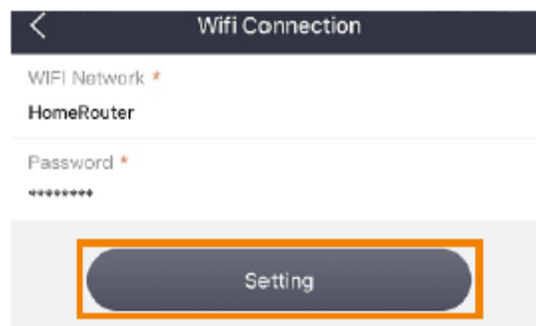 Wifi Connection
WIFI Network *
HomeRouter
Password *
********
Setting